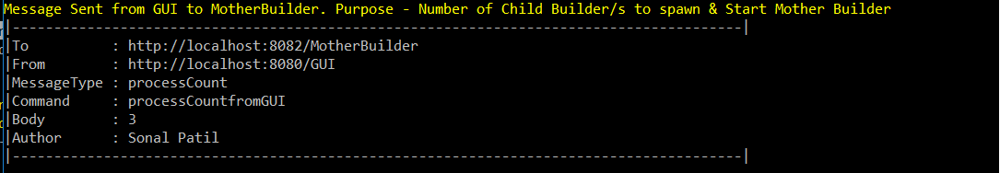 Message Sent from GUI to MotherBuilder. Purpose - Number of Child Builder/s to spawn & Start Mother Builder
|---------------------------------------------------------------------------------------|
|To          : http://localhost:8082/MotherBuilder
|From        : http://localhost:8080/GUI
|MessageType : processCount
|Command     : processCountfromGUI
|Body        : 3
|Author      : Sonal Patil
|---------------------------------------------------------------------------------------|